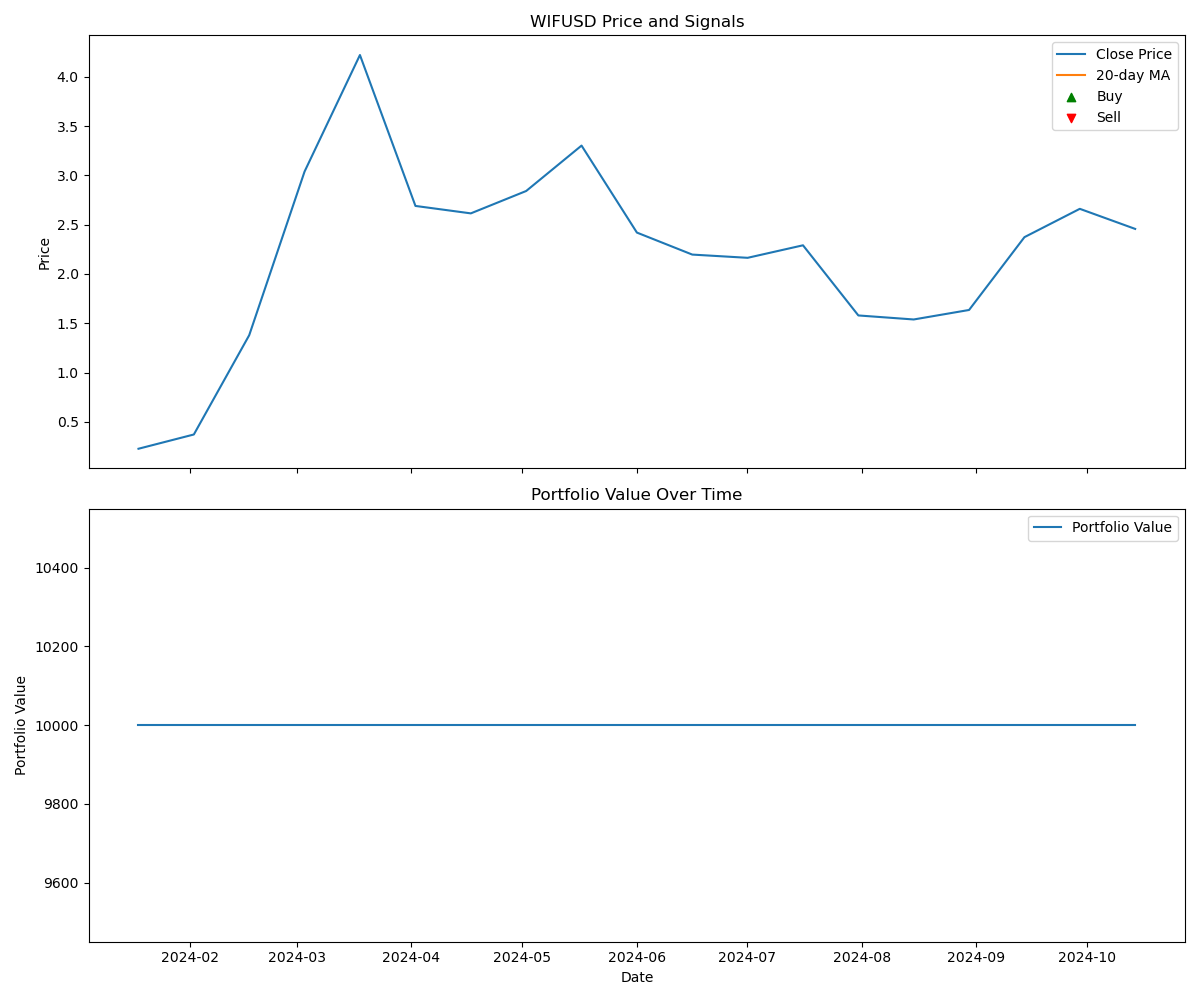 WIFUSD Price and Signals
Close Price
20-day MA
Buy
Sell
Price
4.0
3.5
3.0
2.5
2.0
1.5
1.0
0.5
Portfolio Value Over Time
Portfolio Value
Portfolio Value
10400
10200
10000
9800
9600
2024-02 2024-03 2024-04 2024-05 2024-06 2024-07 2024-08 2024-09 2024-10
Date